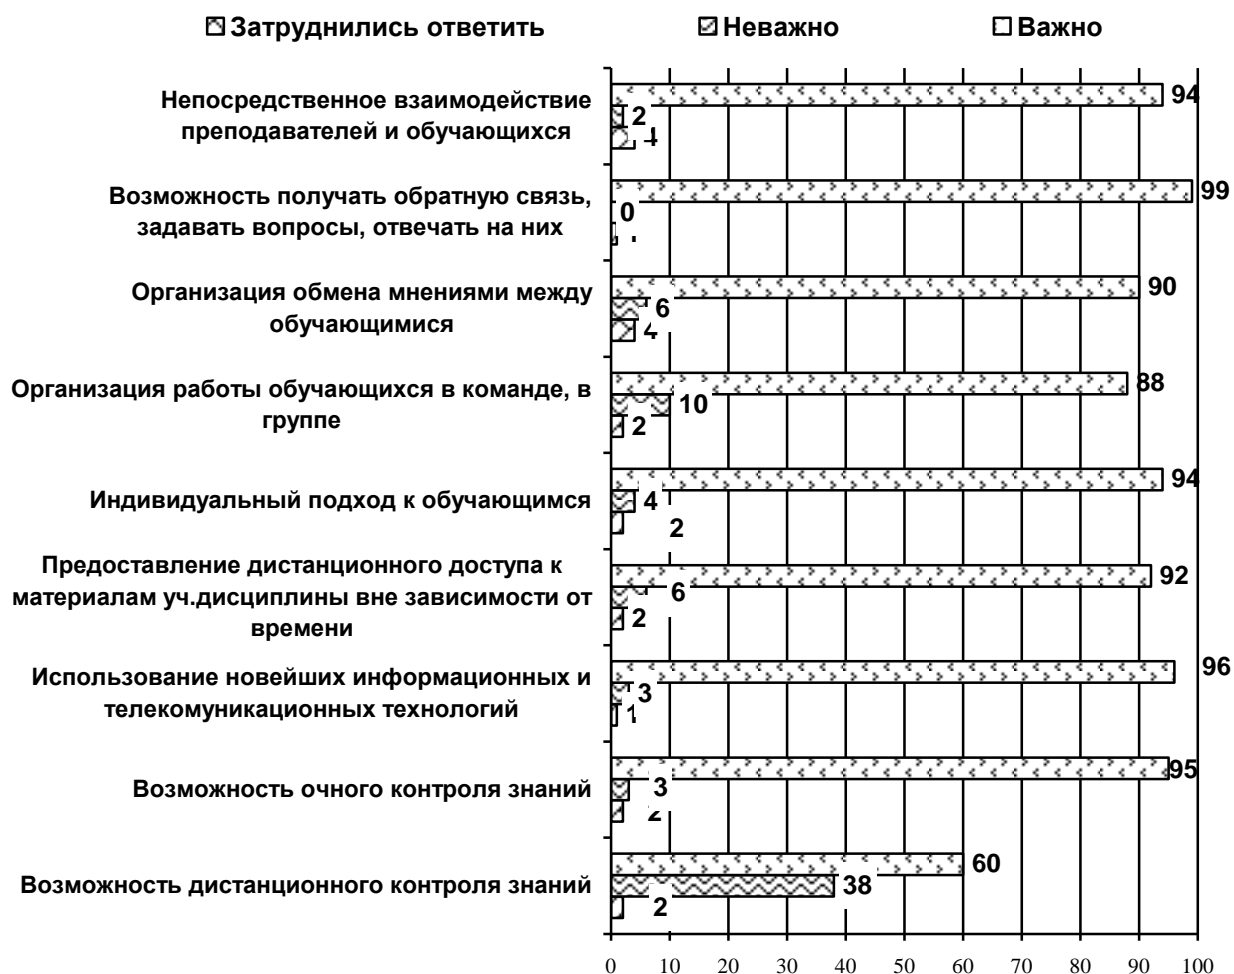 Затруднились ответить Неважно Важно
Непосредственное взаимодействие
преподавателей и обучающихся
94
2
4
Возможность получать обратную связь,
задавать вопросы, отвечать на них
99
0
Организация обмена мнениями между
обучающимися
90
6
4
Организация работы обучающихся в команде, в
группе
88
10
2
Индивидуальный подход к обучающимся
94
4
2
Предоставление дистанционного доступа к
материалам уч.дисциплины вне зависимости от
времени
92
6
2
Использование новейших информационных и
телекомуникационных технологий
96
3
1
Возможность очного контроля знаний
95
3
2
Возможность дистанционного контроля знаний
60
38
2
0 10 20 30 40 50 60 70 80 90 100